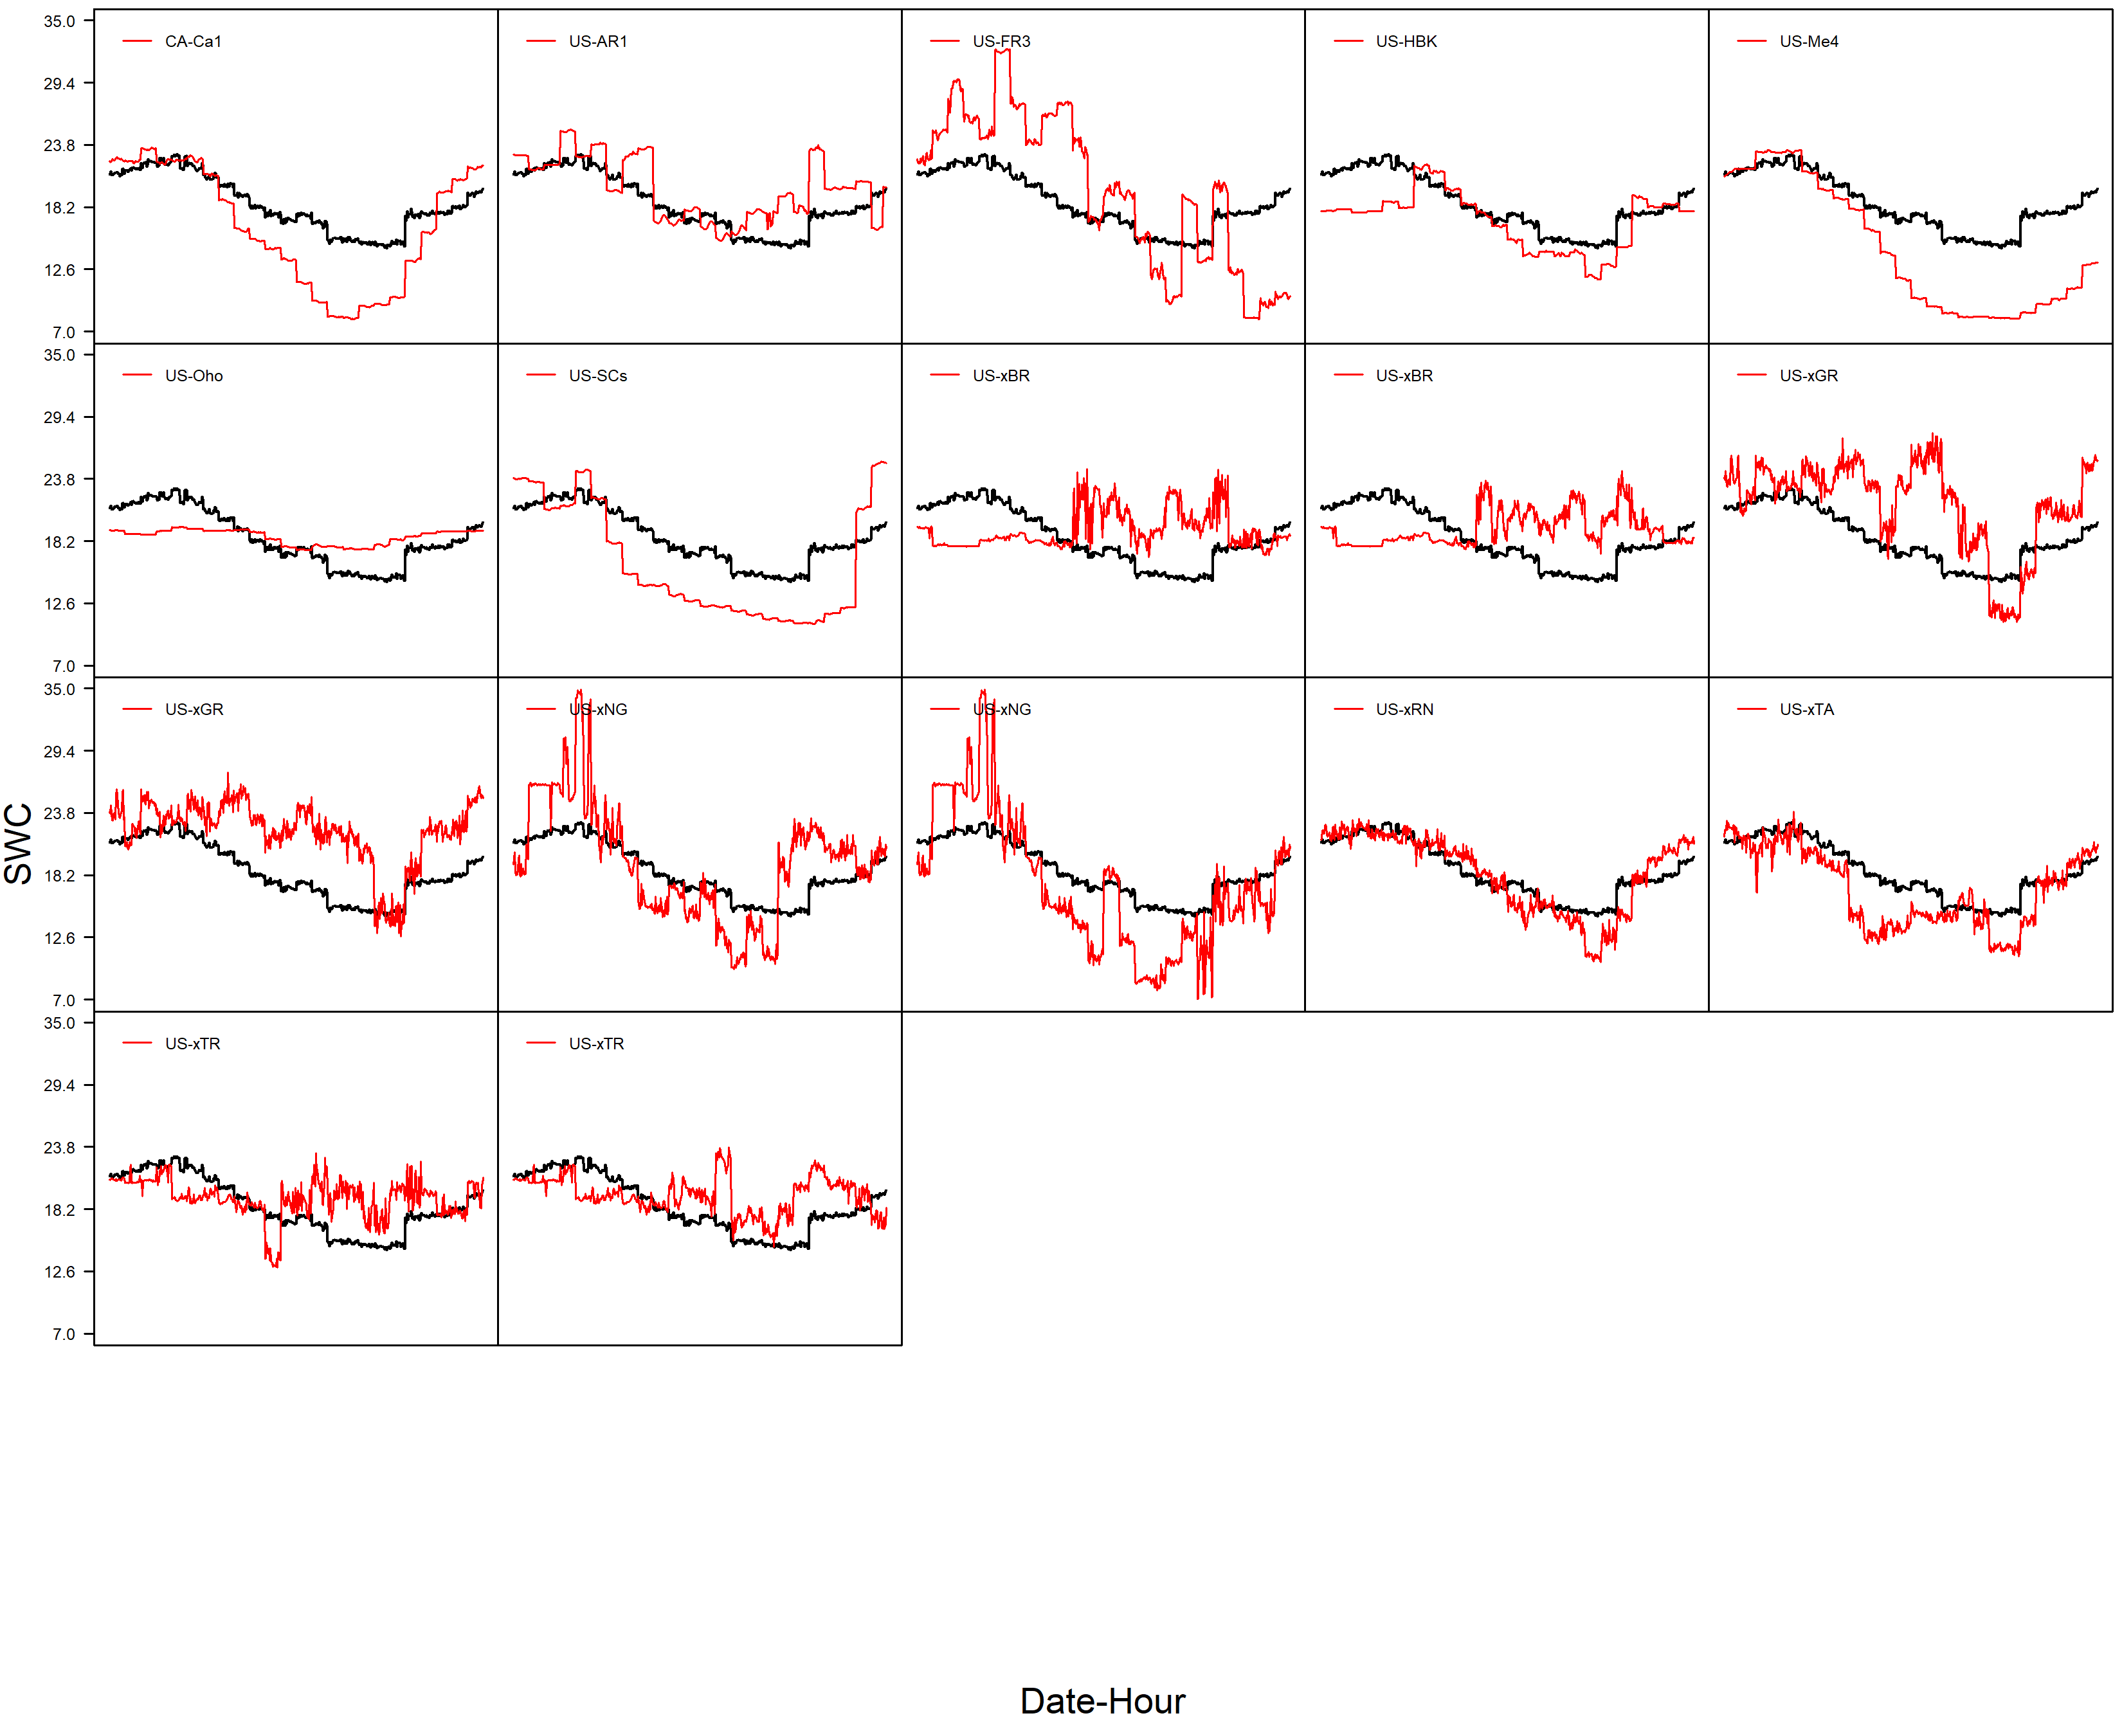 35.0
CA-Ca1
US-AR1
US-FR3
US-HBK
US-Me4
29.4
23.8
18.2
12.6
7.0
35.0
US-Oho
US-SCs
US-xBR
US-xBR
US-xGR
29.4
23.8
18.2
12.6
7.0
35.0
US-xGR
US-xNG
US-xNG
US-xRN
US-xTA
29.4
23.8
18.2
12.6
7.0
SWC
35.0
US-xTR
US-xTR
29.4
23.8
18.2
12.6
7.0
Date-Hour